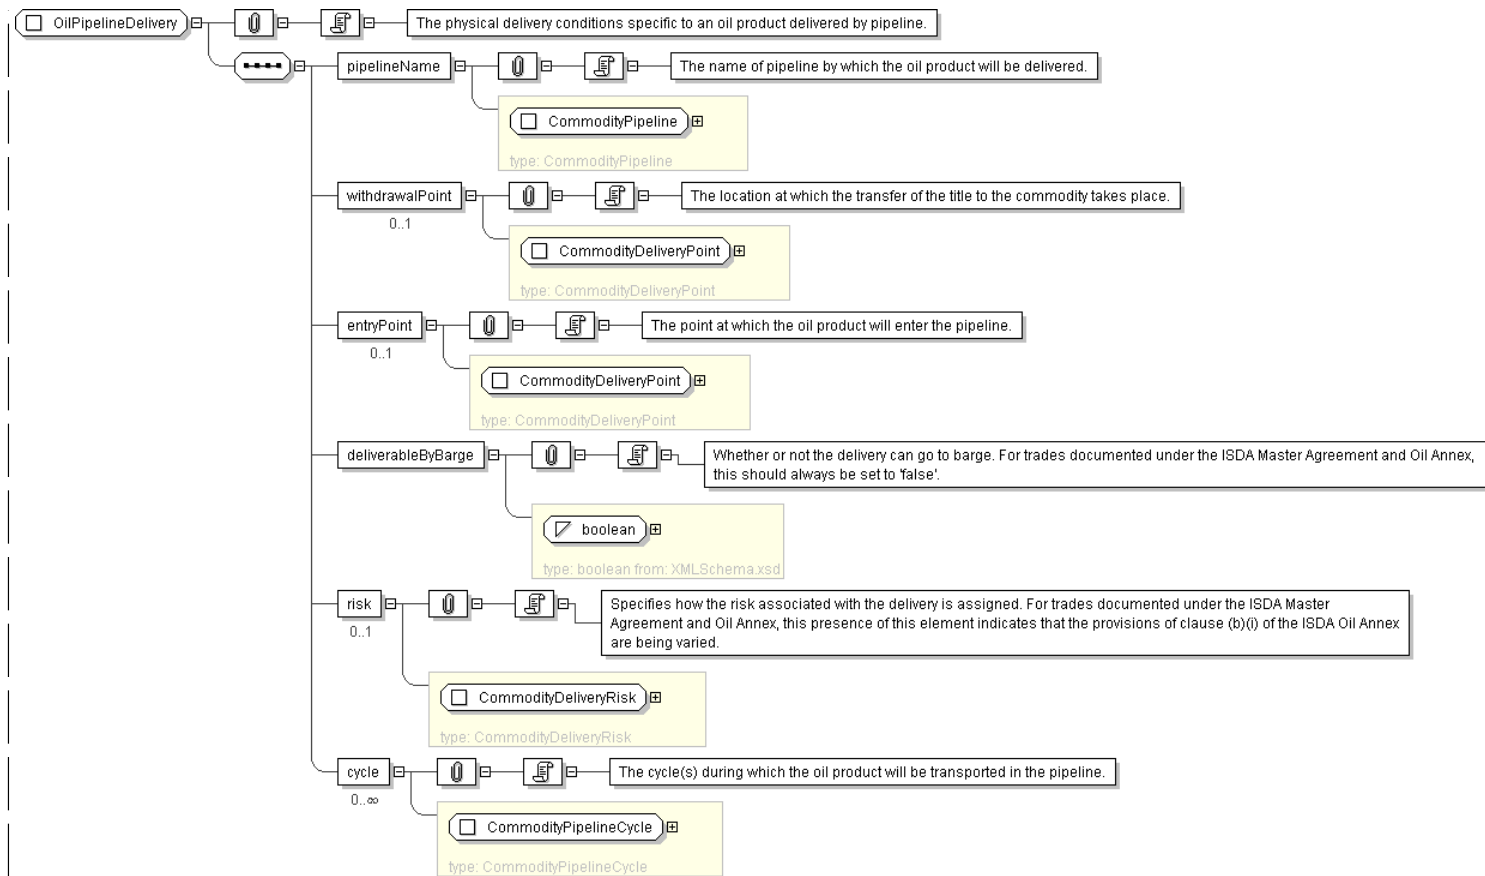 OilPipelineDelivery
The physical delivery conditions specific to an oil product delivered by pipeline.
pipelineName
The name of pipeline by which the oil product will be delivered.
CommodityPipeline
type: CommodityPipeline
withdrawalPoint
The location at which the transfer of the title to the commodity takes place.
0..1
CommodityDeliveryPoint
type: CommodityDeliveryPoint
entryPoint
The point at which the oil product will enter the pipeline.
0..1
CommodityDeliveryPoint
type: CommodityDeliveryPoint
deliverableByBarge
Whether or not the delivery can go to barge. For trades documented under the ISDA Master Agreement and Oil Annex,
this should always be set to 'false'.
boolean
type: boolean from: XMLSchema.xsd
risk
0..1
Specifies how the risk associated with the delivery is assigned. For trades documented under the ISDA Master
Agreement and Oil Annex, this presence of this element indicates that the provisions of clause (b)(i) of the ISDA Oil Annex
are being varied.
CommodityDeliveryRisk
type: CommodityDeliveryRisk
cycle
The cycle(s) during which the oil product will be transported in the pipeline.
0..∞
CommodityPipelineCycle
type: CommodityPipelineCycle